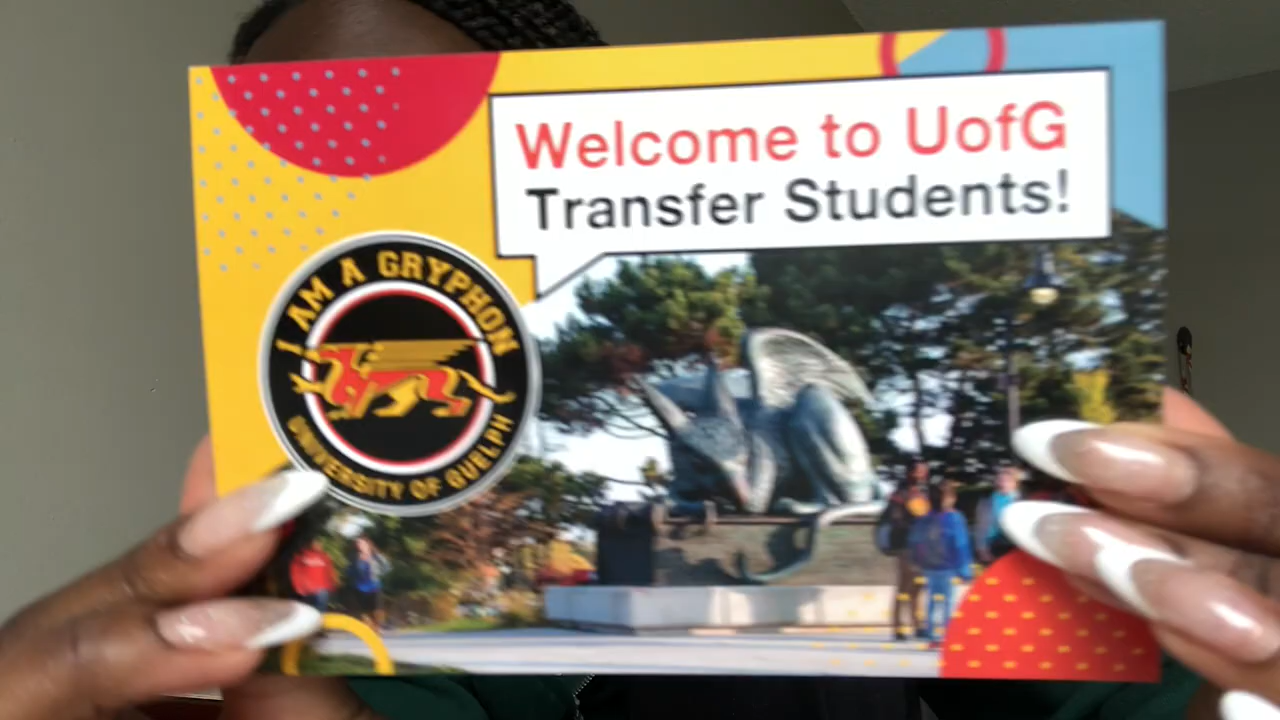 Welcome to UofG
Transfer Students!
I AM A GRYPHON
UNIVERSITY OF GUELPH